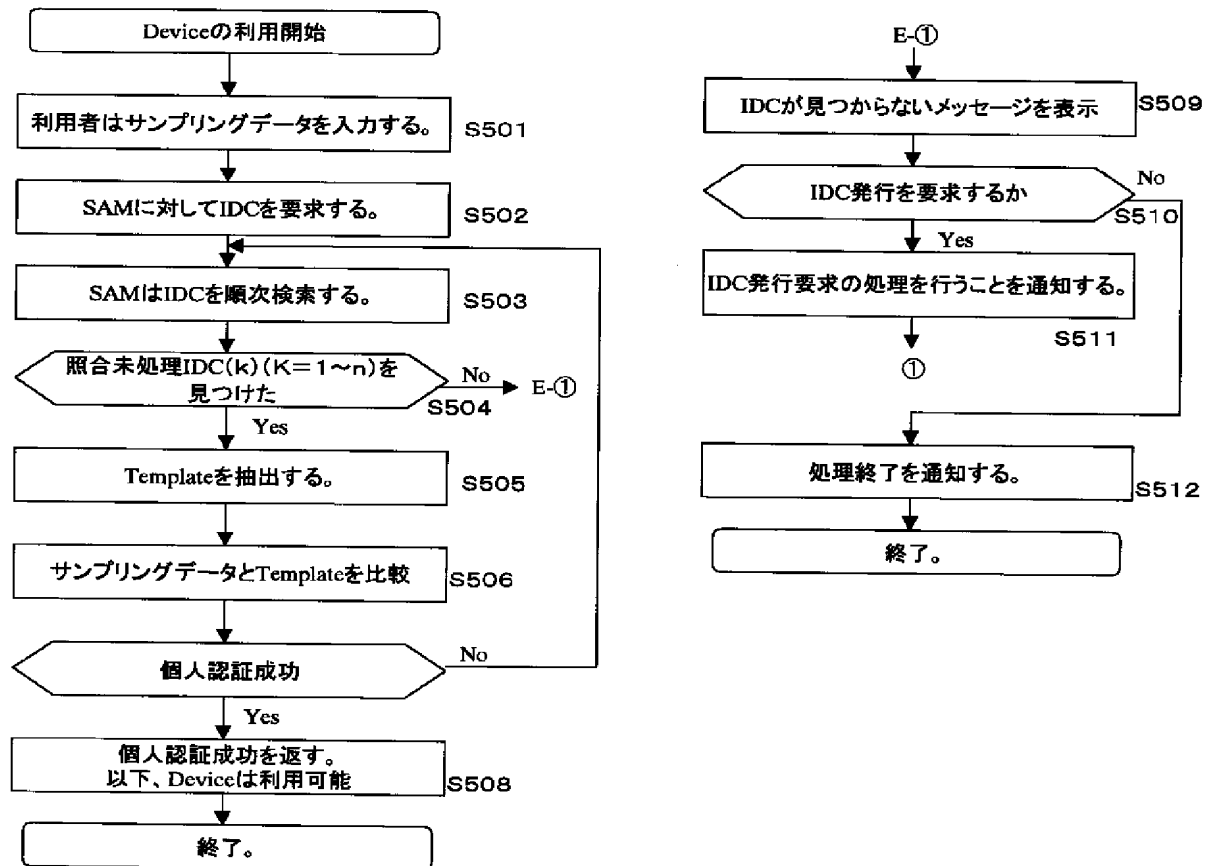 Deviceの利用開始
利用者はサンプリングデータを入力する。
S501
SAMに対してIDCを要求する。
S502
SAMはIDCを順次検索する。
S503
照合未処理IDC(k)(K=1~n)を
見つけた
No
E-①
S504
Yes
Templateを抽出する。
S505
サンプリングデータとTemplateを比較
S506
個人認証成功
No
Yes
個人認証成功を返す。
以下、Deviceは利用可能
S508
終了。
E-①
IDCが見つからないメッセージを表示
S509
IDC発行を要求するか
No
S510
Yes
IDC発行要求の処理を行うことを通知する。
S511
①
処理終了を通知する。
S512
終了。